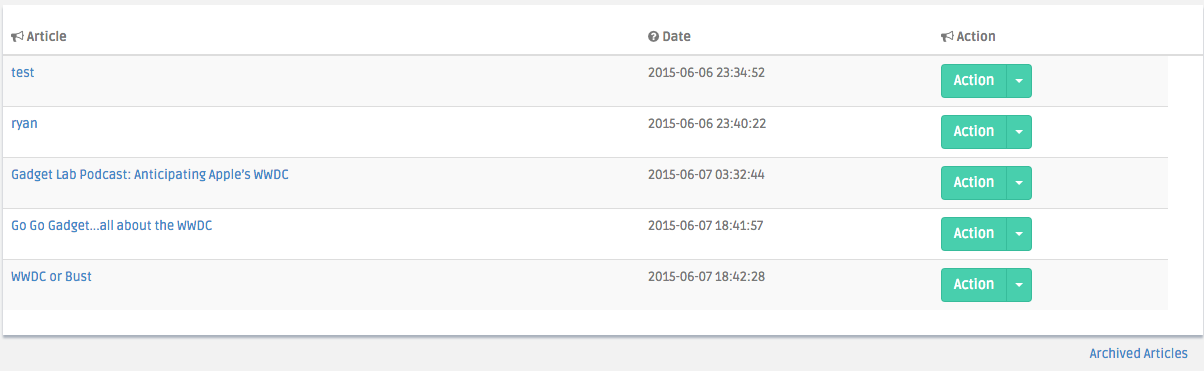 Article Date Action
test 2015-06-06 23:34:52 Action
ryan 2015-06-06 23:40:22 Action
Gadget Lab Podcast: Anticipating Apple's WWDC 2015-06-07 03:32:44 Action
Go Go Gadget...all about the WWDC 2015-06-07 18:41:57 Action
WWDC or Bust 2015-06-07 18:42:28 Action
Archived Articles